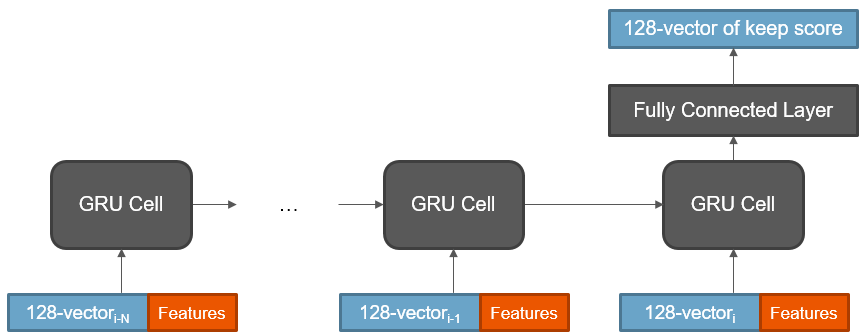 128-vector of keep score
Fully Connected Layer
GRU Cell
...
GRU Cell
GRU Cell
128-vectori-N Features
128-vectori-1 Features
128-vectori Features